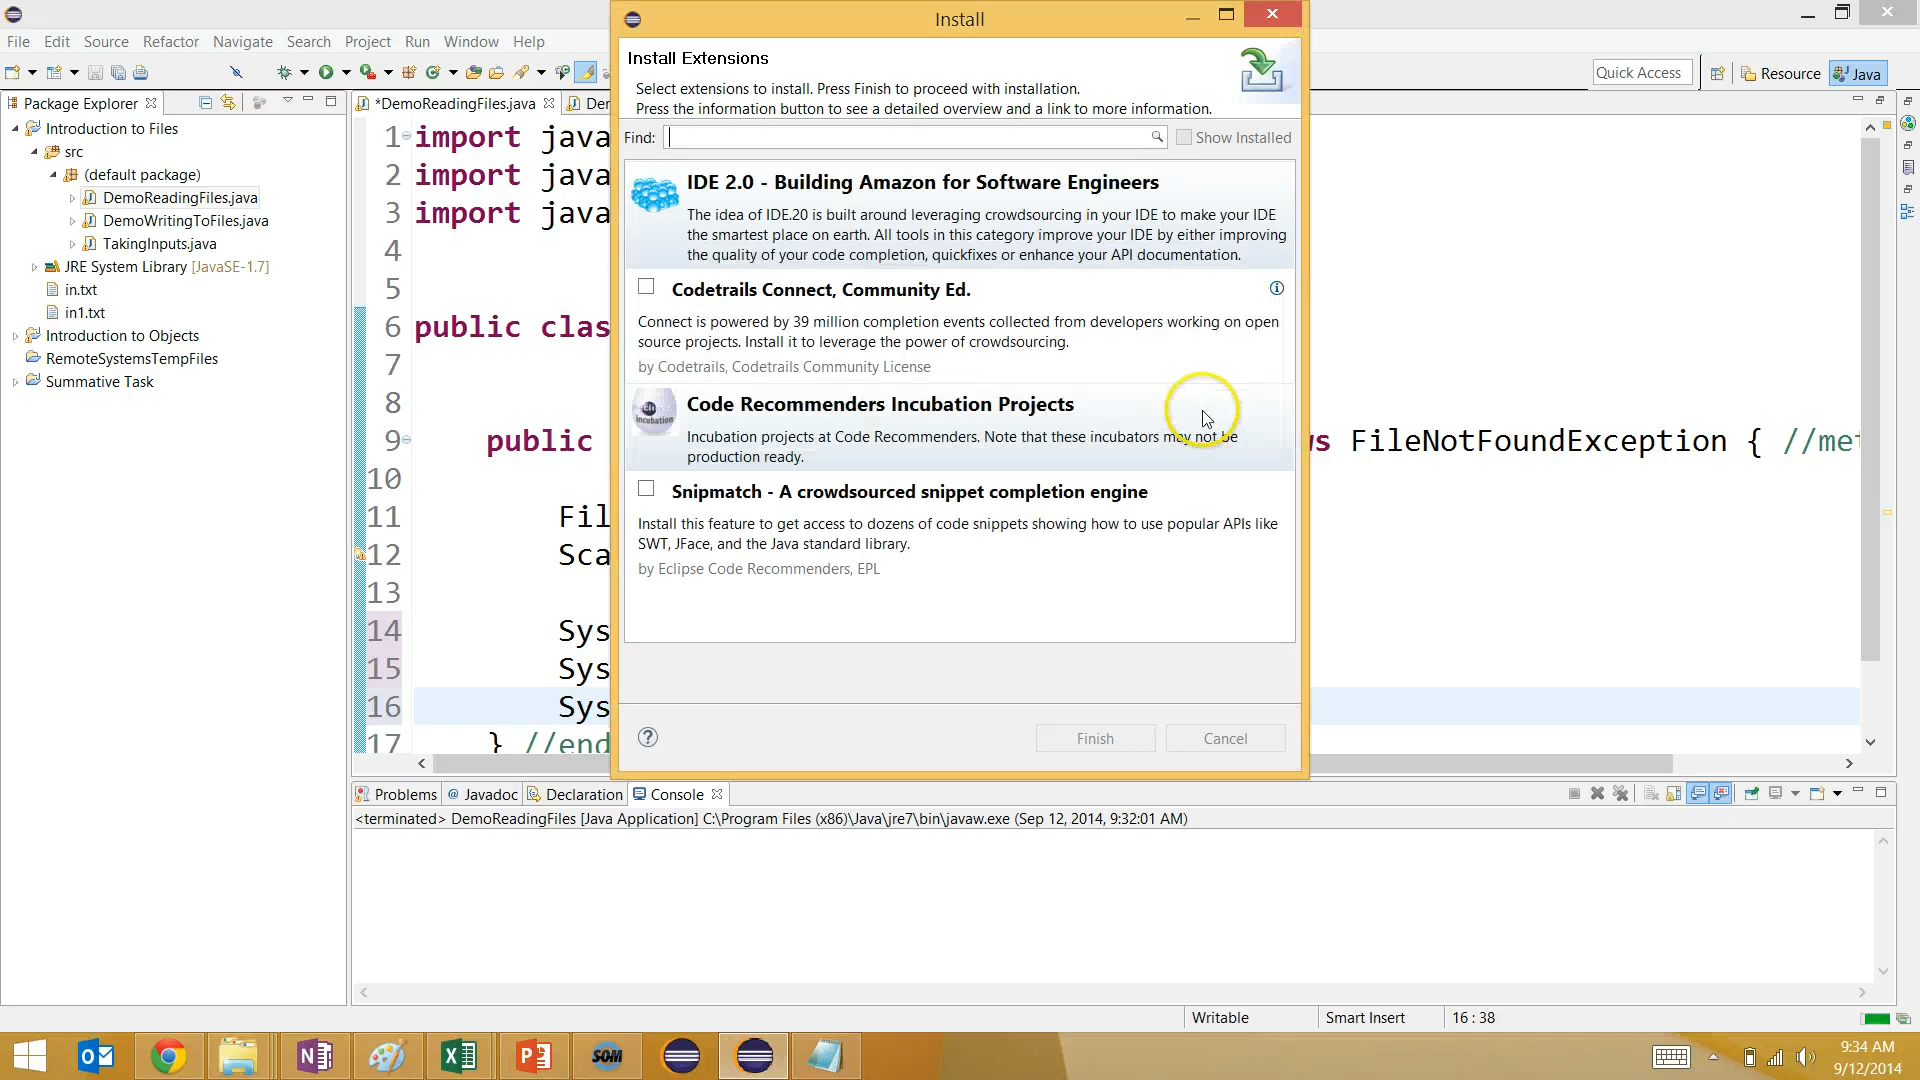 Install
File Edit Source Refactor Navigate Search Project Run Window Help
Install Extensions
Select extensions to install. Press Finish to proceed with installation.
Press the information button to see a detailed overview and a link to more information.
Quick Access
Resource
Java
Package Explorer
*DemoReadingFiles.java
Find:
Show Installed
Introduction to Files
src
(default package)
DemoReadingFiles.java
DemoWritingToFiles.java
TakingInputs.java
JRE System Library [JavaSE-1.7]
in.txt
in1.txt
Introduction to Objects
RemoteSystemsTempFiles
Summative Task
1 import java
2 import java
3 import java
4
5
6 public clas
7
8
9 public
FileNotFoundException { //me
10
11 Fil
12 Sca
13
14 Sys
15 Sys
16 Sys
17 } //end
IDE 2.0 - Building Amazon for Software Engineers
The idea of IDE.20 is built around leveraging crowdsourcing in your IDE to make your IDE
the smartest place on earth. All tools in this category improve your IDE by either improving
the quality of your code completion, quickfixes or enhance your API documentation.
Codetrails Connect, Community Ed.
Connect is powered by 39 million completion events collected from developers working on open
source projects. Install it to leverage the power of crowdsourcing.
by Codetrails, Codetrails Community License
Code Recommenders Incubation Projects
Incubation projects at Code Recommenders. Note that these incubators may not be
production ready.
Snipmatch - A crowdsourced snippet completion engine
Install this feature to get access to dozens of code snippets showing how to use popular APIs like
SWT, JFace, and the Java standard library.
by Eclipse Code Recommenders, EPL
Finish
Cancel
Problems
@ Javadoc
Declaration
Console
<terminated> DemoReadingFiles [Java Application] C:\Program Files (x86)\Java\jre7\bin\javaw.exe (Sep 12, 2014, 9:32:01 AM)
Writable
Smart Insert
16 : 38
SOM
9:34 AM
9/12/2014